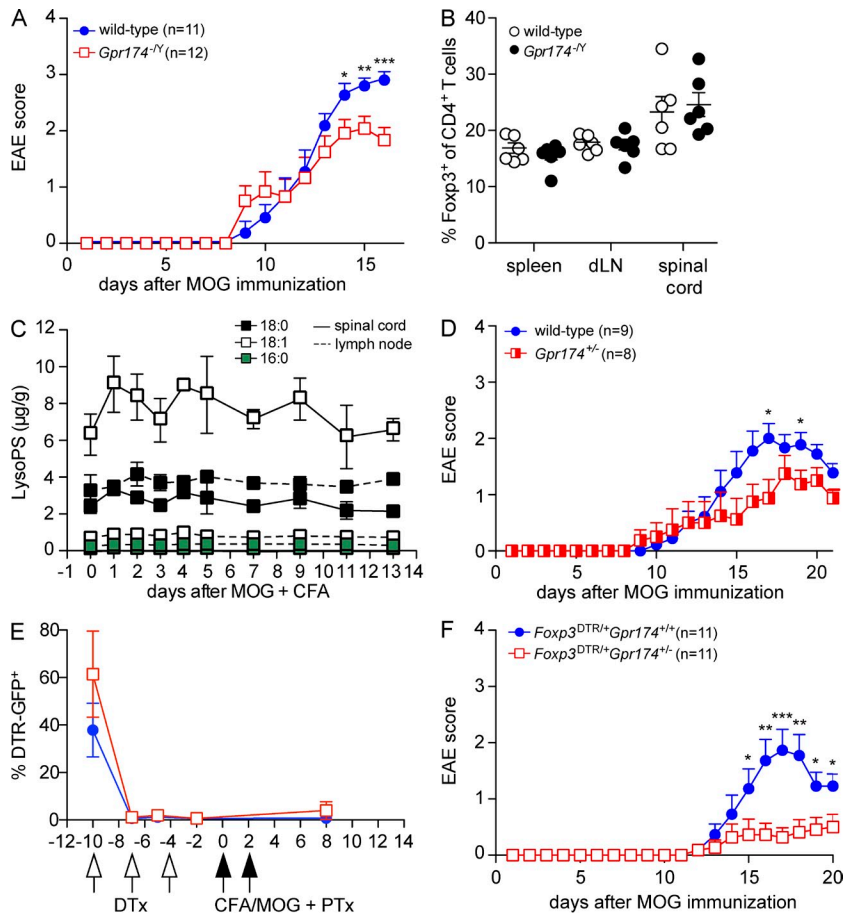 A
wild-type (n=11)
Gpr174-/Y (n=12)
EAE score
4
3
2
1
0
* ** ***
0 5 10 15
days after MOG immunization
B
wild-type
Gpr174-/Y
% Foxp3+ of CD4+ T cells
40
30
20
10
0
spleen dLN spinal
cord
C
18:0 spinal cord
18:1 lymph node
16:0
LysoPS (µg/g)
12
10
8
6
4
2
0
-1 0 1 2 3 4 5 6 7 8 9 10 11 12 13 14
days after MOG + CFA
D
wild-type (n=9)
Gpr174+/- (n=8)
EAE score
4
3
2
1
0
* *
0 5 10 15 20
days after MOG immunization
E
% DTR-GFP+
80
60
40
20
0
-12 -10 -8 -6 -4 -2 0 2 4 6 8 10 12 14
DTx CFA/MOG + PTx
F
Foxp3DTR/+Gpr174+/+ (n=11)
Foxp3DTR/+Gpr174+/- (n=11)
EAE score
4
3
2
1
0
* ** *** ** * *
0 5 10 15 20
days after MOG immunization